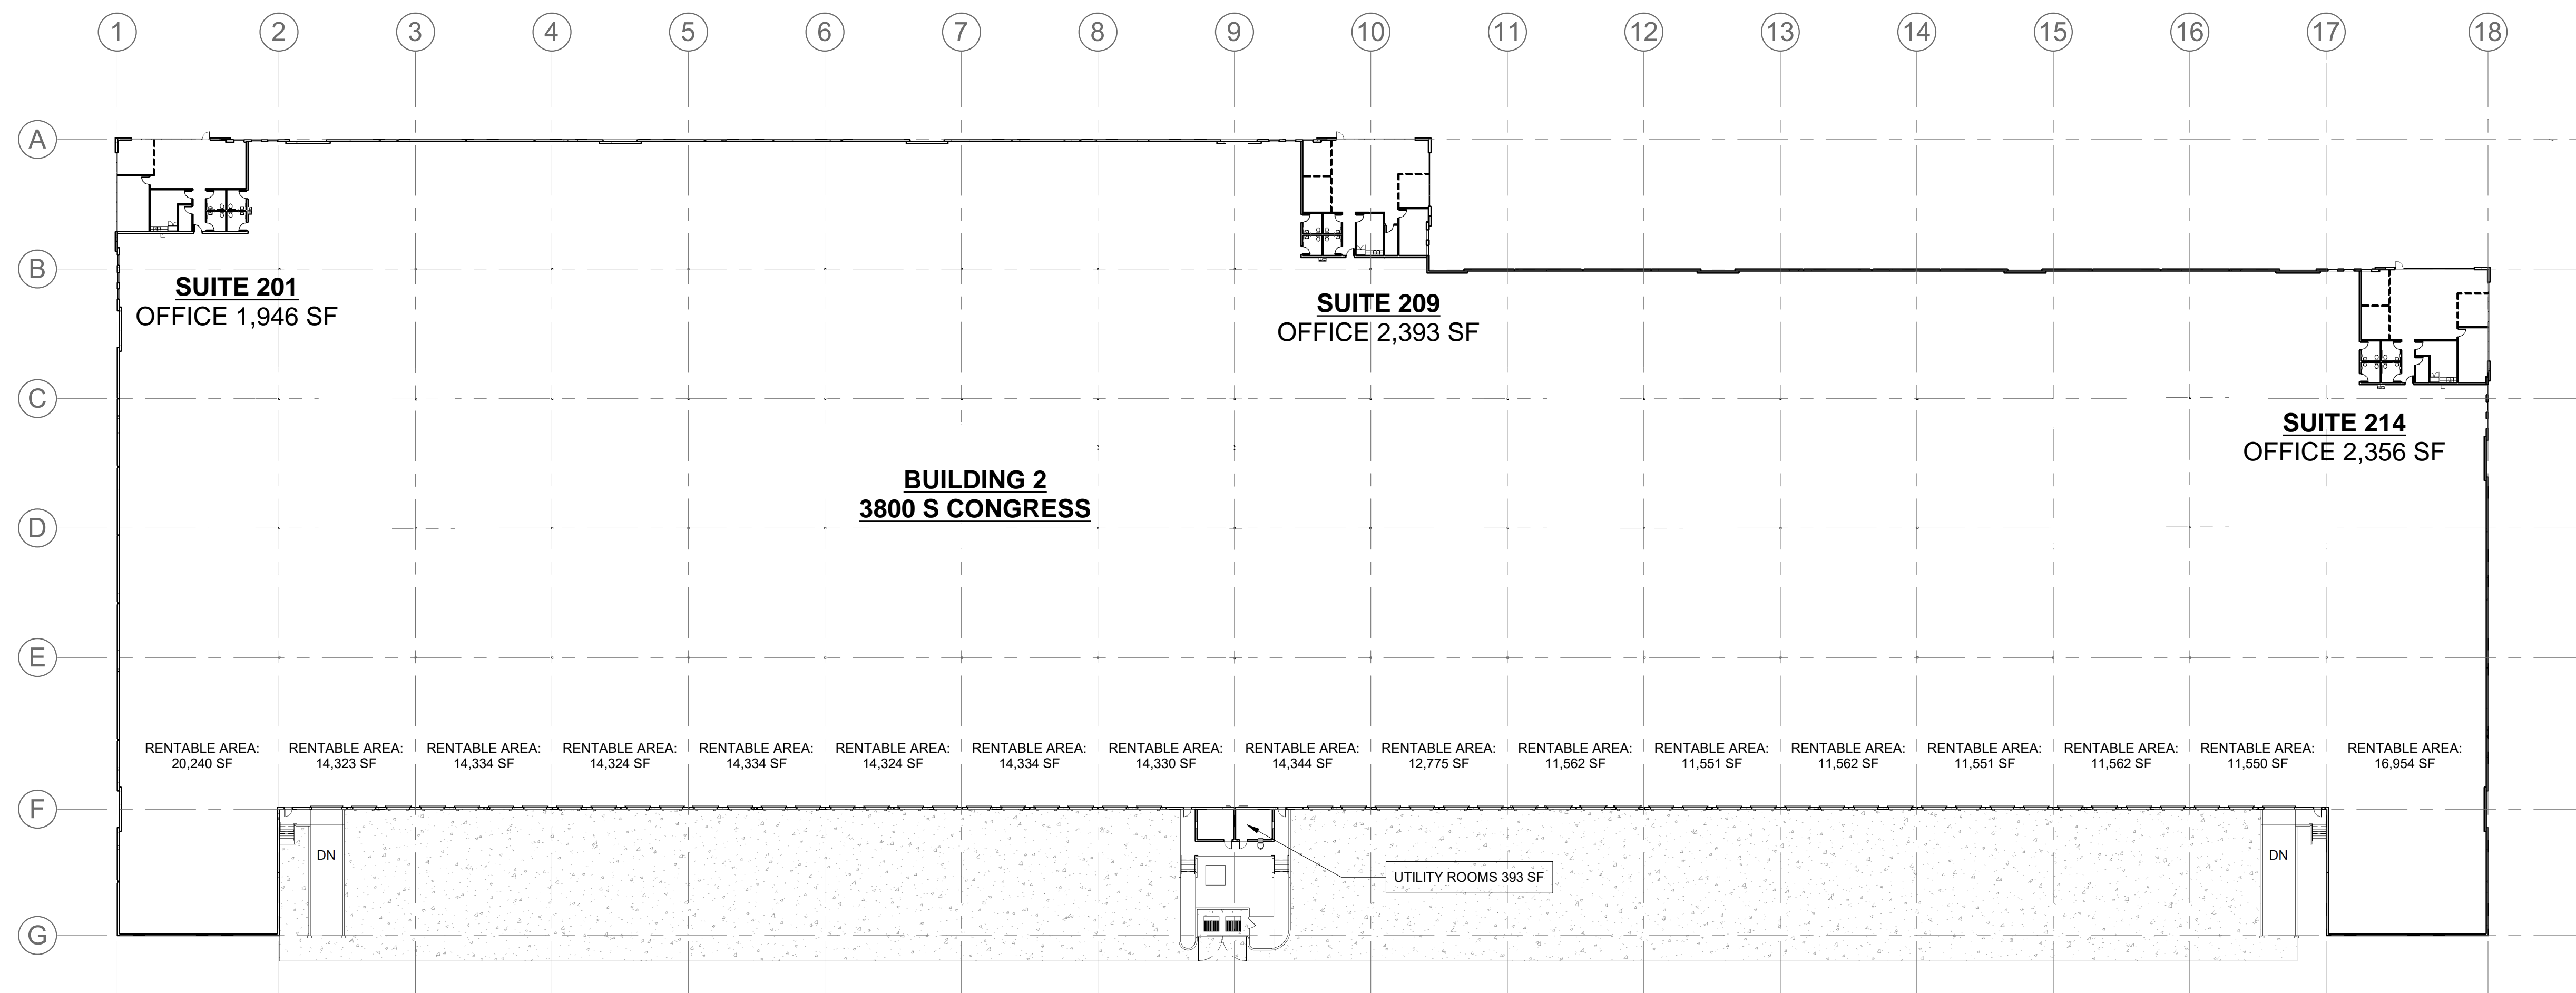 1 2 3 4 5 6 7 8 9 10 11 12 13 14 15 16 17 18
A
B
SUITE 201
OFFICE 1,946 SF
SUITE 209
OFFICE 2,393 SF
C
SUITE 214
OFFICE 2,356 SF
BUILDING 2
3800 S CONGRESS
D
E
RENTABLE AREA:
20,240 SF
RENTABLE AREA:
14,323 SF
RENTABLE AREA:
14,334 SF
RENTABLE AREA:
14,324 SF
RENTABLE AREA:
14,334 SF
RENTABLE AREA:
14,324 SF
RENTABLE AREA:
14,334 SF
RENTABLE AREA:
14,330 SF
RENTABLE AREA:
14,344 SF
RENTABLE AREA:
12,775 SF
RENTABLE AREA:
11,562 SF
RENTABLE AREA:
11,551 SF
RENTABLE AREA:
11,562 SF
RENTABLE AREA:
11,551 SF
RENTABLE AREA:
11,562 SF
RENTABLE AREA:
11,550 SF
RENTABLE AREA:
16,954 SF
F
DN
UTILITY ROOMS 393 SF
DN
G